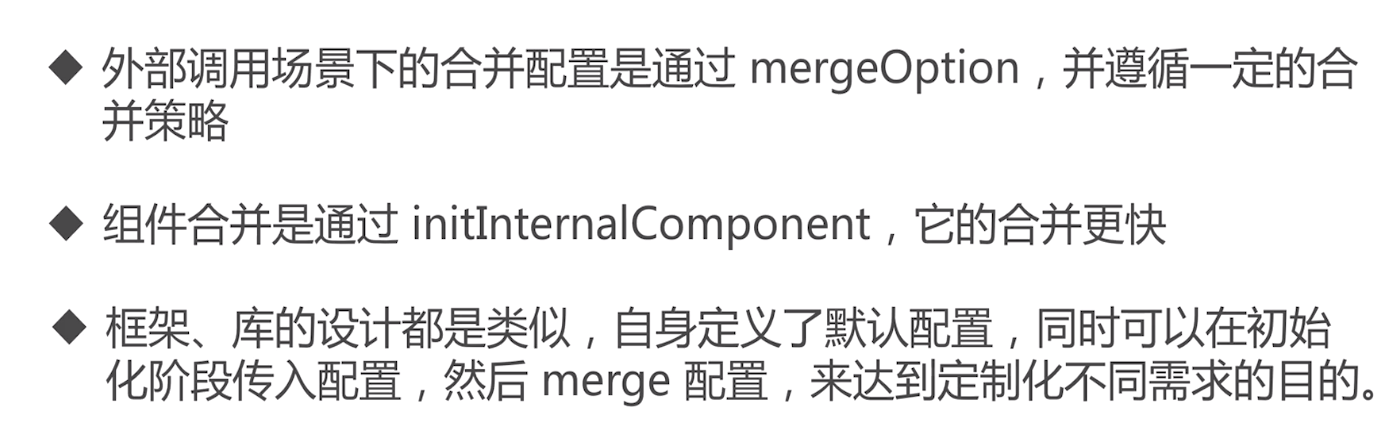 ◆ 外部调用场景下的合并配置是通过 mergeOption，并遵循一定的合
并策略
◆ 组件合并是通过 initInternalComponent，它的合并更快
◆ 框架、库的设计都是类似，自身定义了默认配置，同时可以在初始
化阶段传入配置，然后 merge 配置，来达到定制化不同需求的目的。